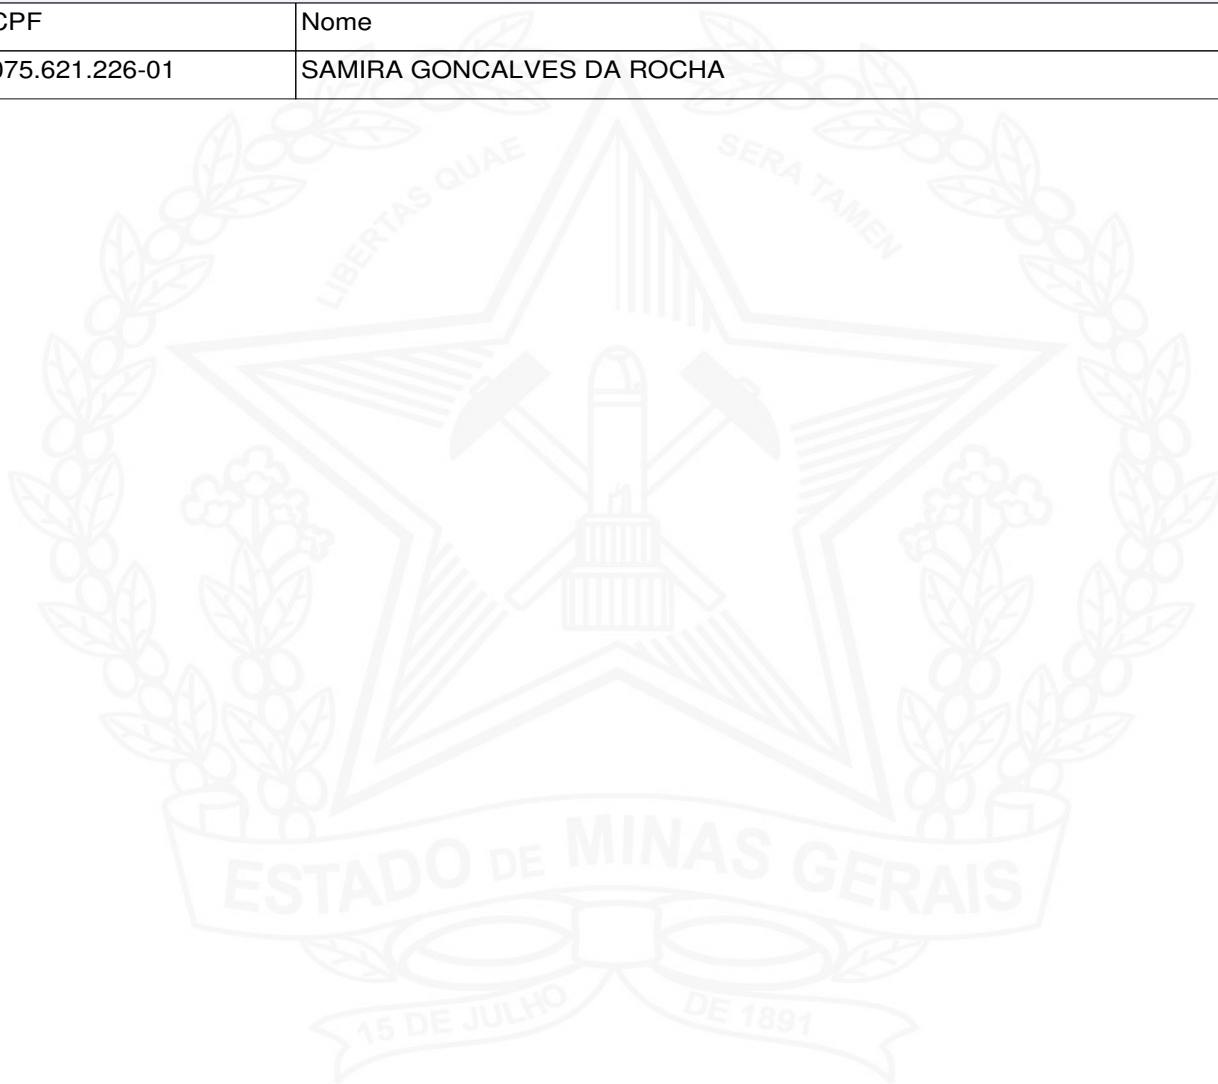 CPF Nome
075.621.226-01 SAMIRA GONCALVES DA ROCHA
LIBERTAS QUAE SERA TAMEN
ESTADO DE MINAS GERAIS
15 DE JULHO DE 1891